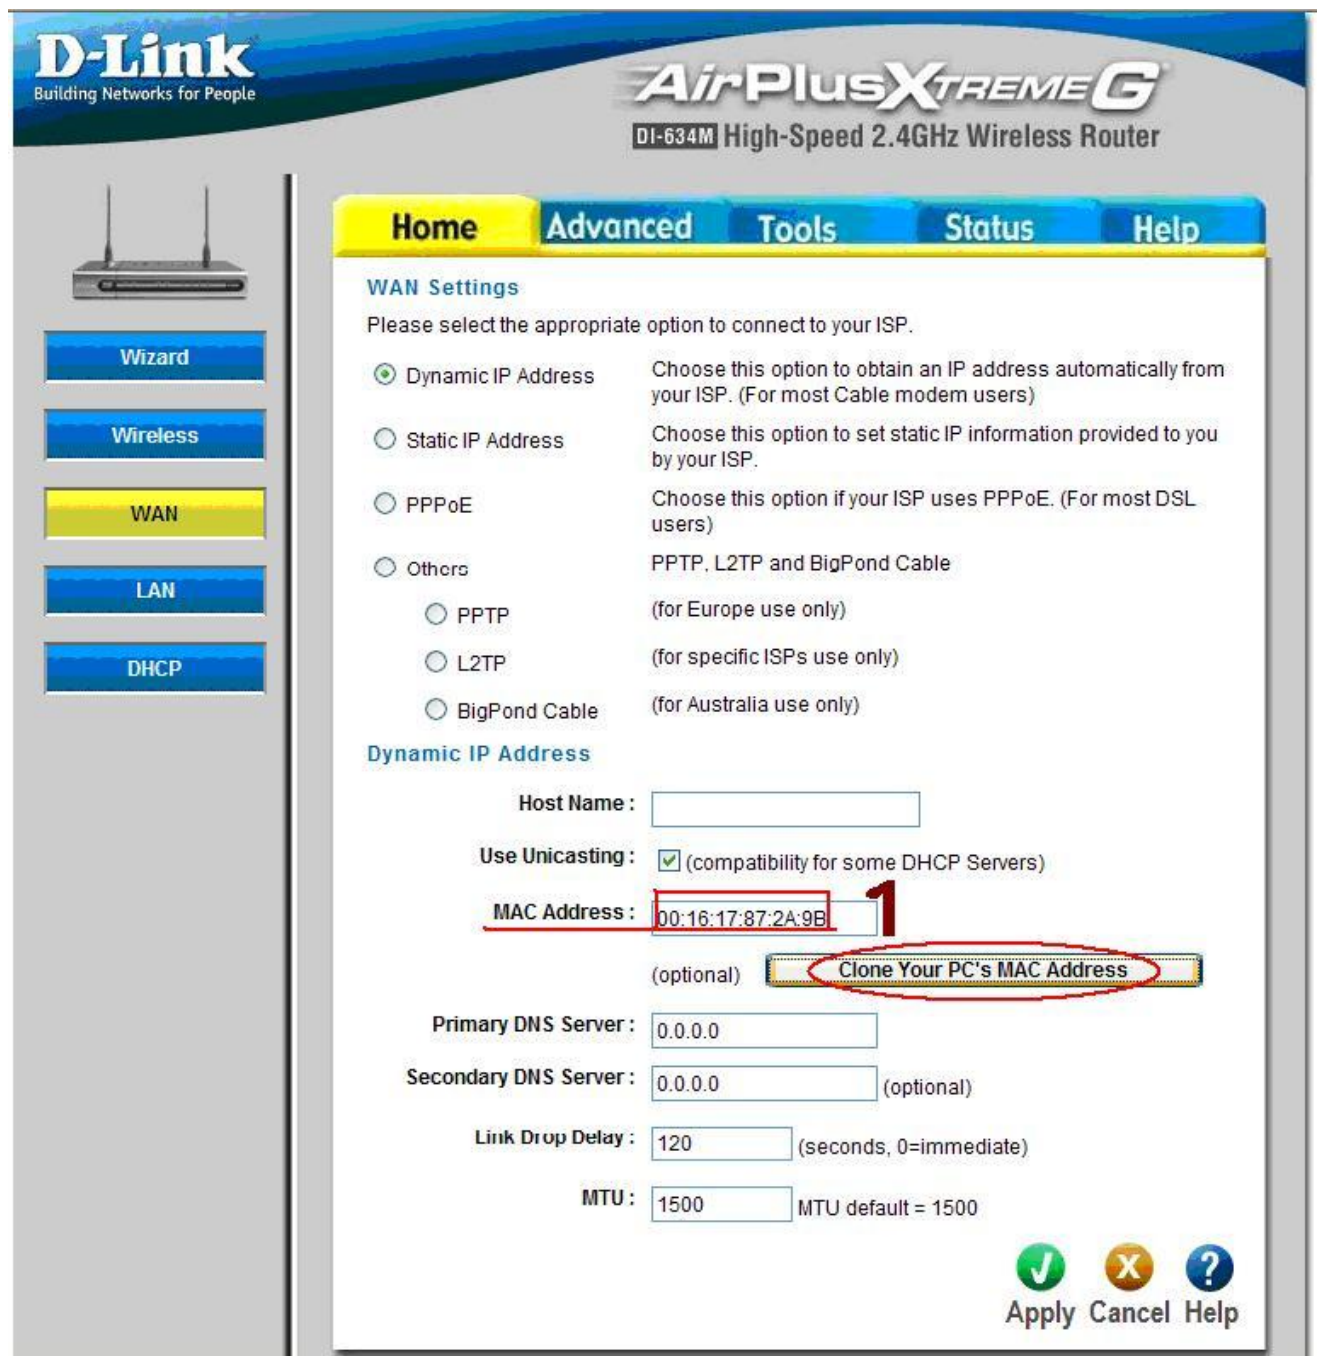 D-Link
Building Networks for People
AirPlusXTREMEG
DI-634M High-Speed 2.4GHz Wireless Router
Home Advanced Tools Status Help
Wizard
Wireless
WAN
LAN
DHCP
WAN Settings
Please select the appropriate option to connect to your ISP.
Dynamic IP Address Choose this option to obtain an IP address automatically from
your ISP. (For most Cable modem users)
Static IP Address Choose this option to set static IP information provided to you
by your ISP.
PPPoE Choose this option if your ISP uses PPPoE. (For most DSL
users)
Others PPTP, L2TP and BigPond Cable
PPTP (for Europe use only)
L2TP (for specific ISPs use only)
BigPond Cable (for Australia use only)
Dynamic IP Address
Host Name :
Use Unicasting : (compatibility for some DHCP Servers)
MAC Address : 00:16:17:87:2A:9B 1
(optional) Clone Your PC's MAC Address
Primary DNS Server : 0.0.0.0
Secondary DNS Server : 0.0.0.0 (optional)
Link Drop Delay : 120 (seconds, 0=immediate)
MTU : 1500 MTU default = 1500
Apply Cancel Help